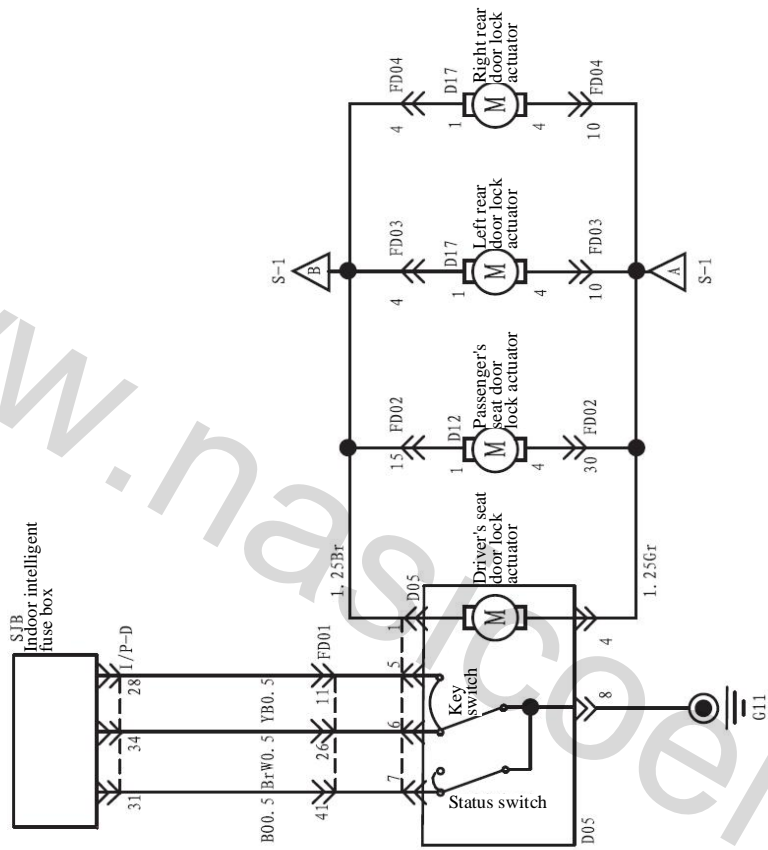 SJB
Indoor intelligent
fuse box
I/P-D
31
34
28
B00.5
BrW0.5
YB0.5
FD01
41
26
11
7
6
5
1
D05
Key
switch
Status switch
D05
8
G11
4
Driver's seat
door lock
actuator
1.25Br
1.25Gr
15
FD02
1
D12
Passenger's
seat door
lock actuator
4
30
FD02
S-1
B
4
FD03
1
D17
Left rear
door lock
actuator
4
10
FD03
A
S-1
4
FD04
1
D17
Right rear
door lock
actuator
4
10
FD04
M
M
M
M
www.nasicoel